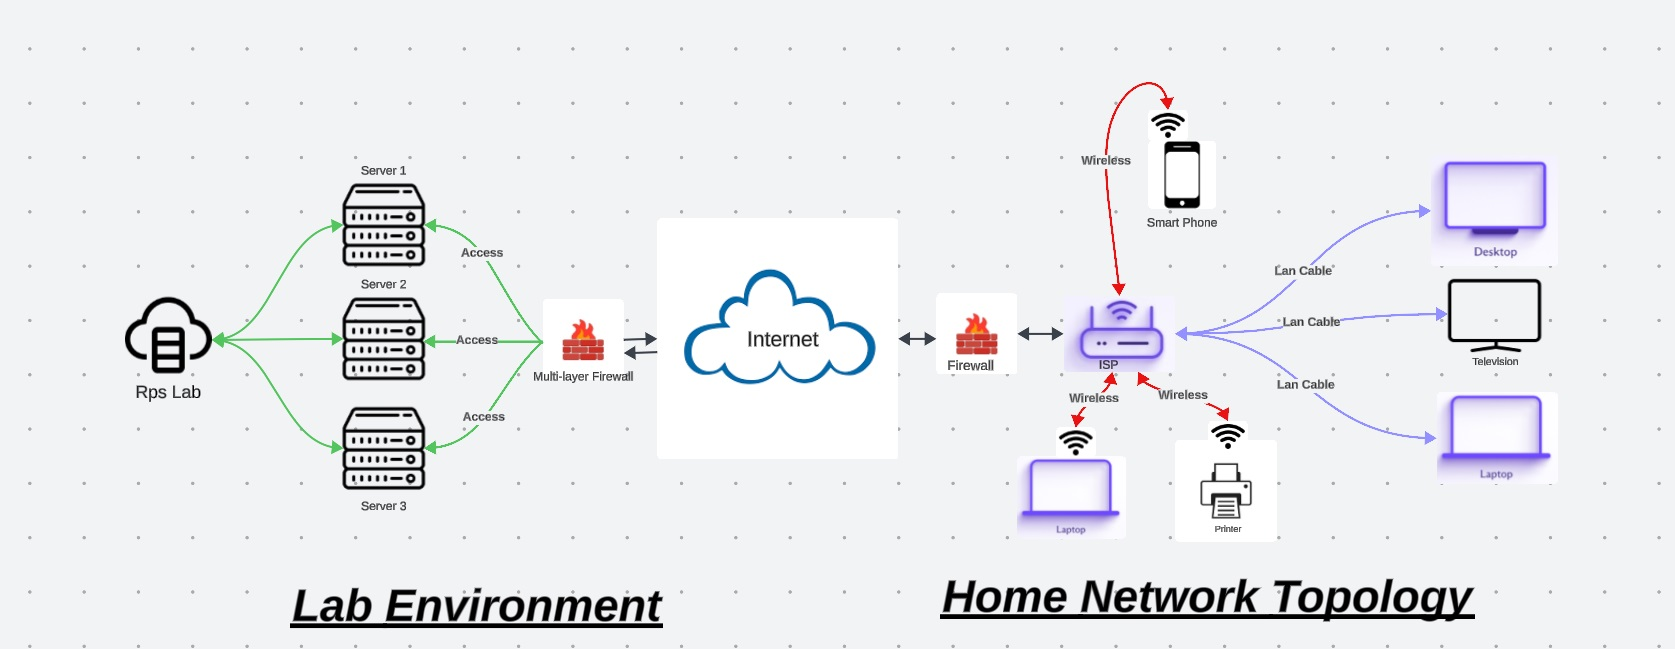 Server 1
Access
Server 2
Access
Rps Lab
Server 3
Access
Multi-layer Firewall
Internet
Firewall
ISP
Wireless
Smart Phone
Lan Cable
Desktop
Lan Cable
Television
Lan Cable
Laptop
Wireless
Laptop
Wireless
Printer
Lab Environment
Home Network Topology